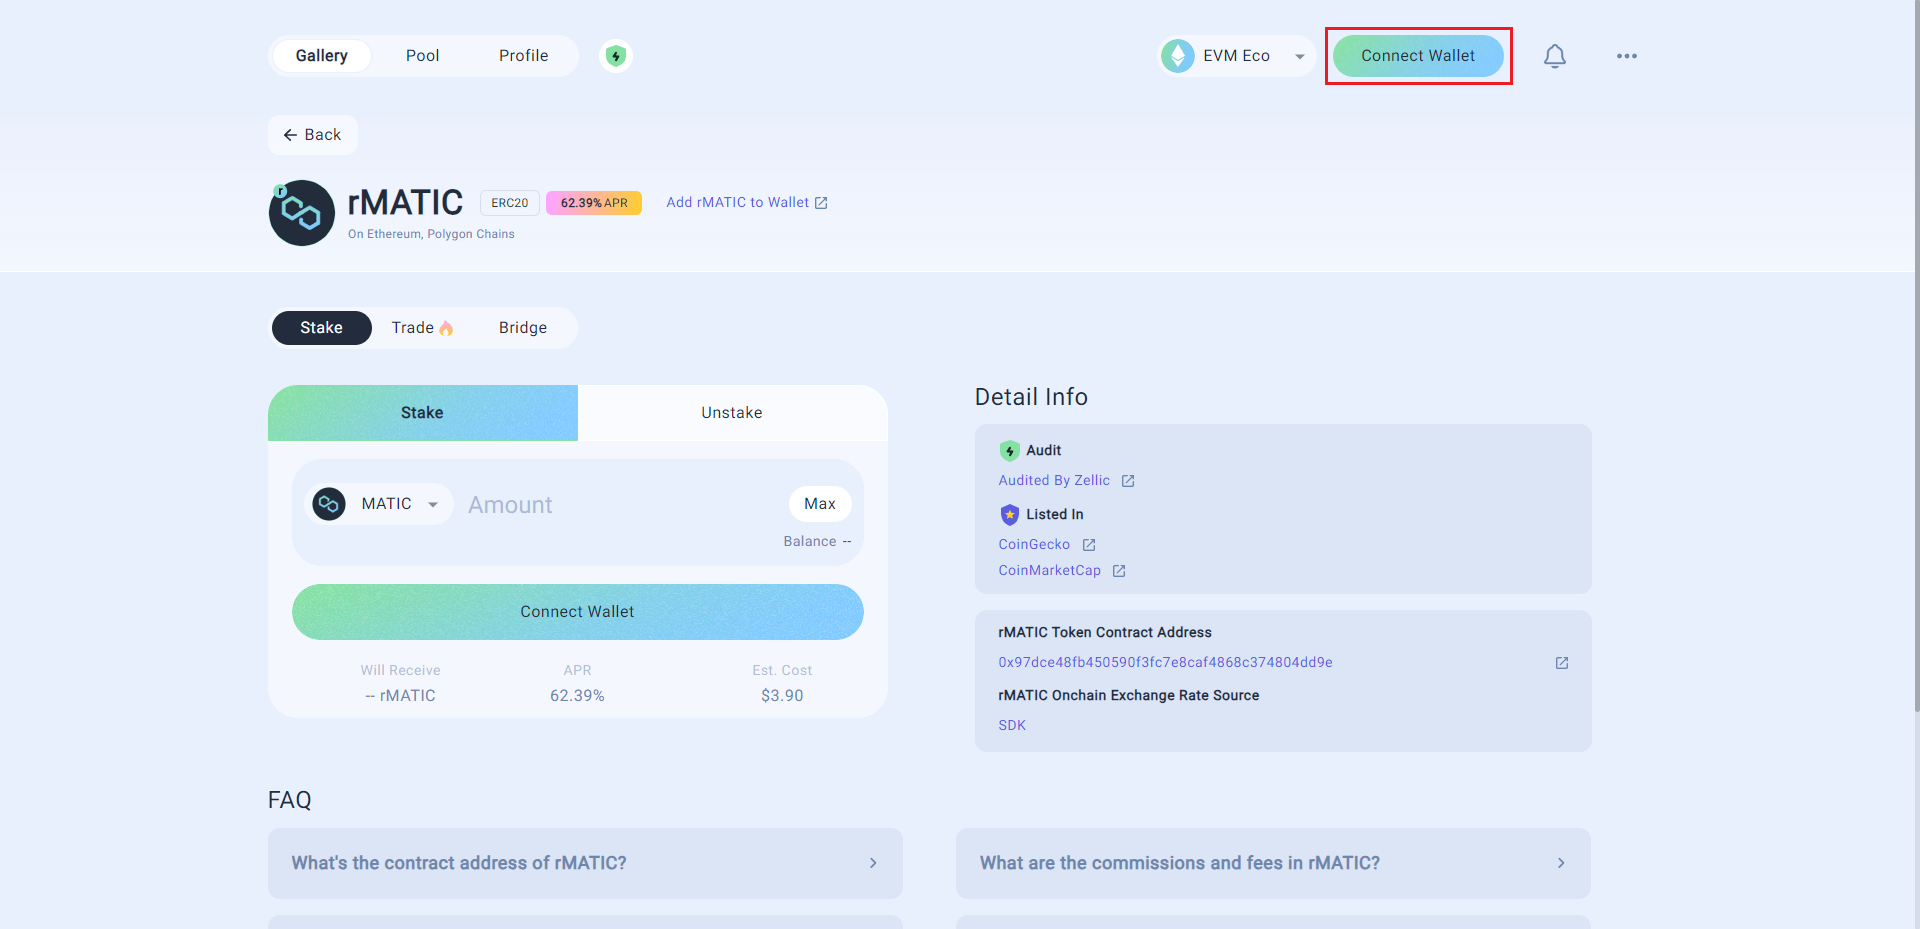 Gallery
Pool
Profile
EVM Eco
Connect Wallet
Back
r
rMATIC
ERC20
62.39% APR
Add rMATIC to Wallet
On Ethereum, Polygon Chains
Stake
Trade
Bridge
Stake
Unstake
MATIC
Amount
Max
Balance --
Connect Wallet
Will Receive
-- rMATIC
APR
62.39%
Est. Cost
$3.90
Detail Info
Audit
Audited By Zellic
Listed In
CoinGecko
CoinMarketCap
rMATIC Token Contract Address
0x97dce48fb450590f3fc7e8caf4868c374804dd9e
rMATIC Onchain Exchange Rate Source
SDK
FAQ
What's the contract address of rMATIC?
What are the commissions and fees in rMATIC?